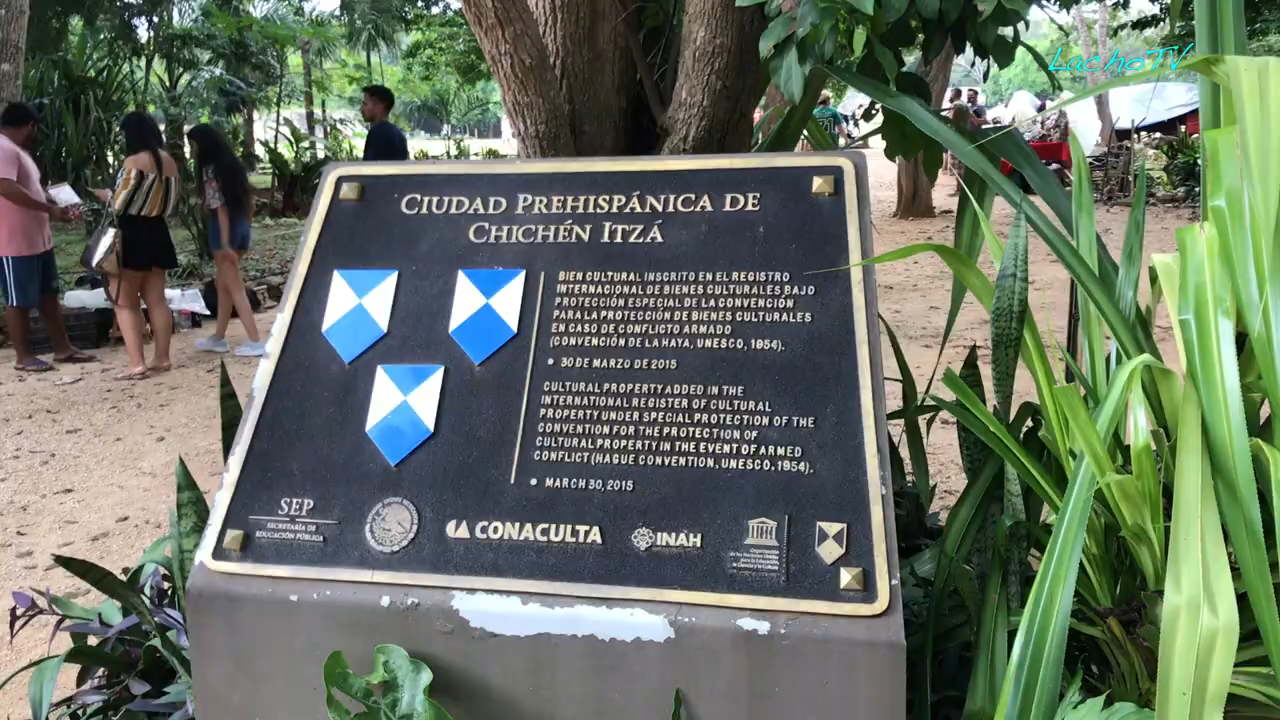 LachoTV
CIUDAD PREHISPÁNICA DE
CHICHÉN ITZÁ
BIEN CULTURAL INSCRITO EN EL REGISTRO
INTERNACIONAL DE BIENES CULTURALES BAJO
PROTECCIÓN ESPECIAL DE LA CONVENCIÓN
PARA LA PROTECCIÓN DE BIENES CULTURALES
EN CASO DE CONFLICTO ARMADO
(CONVENCIÓN DE LA HAYA, UNESCO, 1954).
• 30 DE MARZO DE 2015
CULTURAL PROPERTY ADDED IN THE
INTERNATIONAL REGISTER OF CULTURAL
PROPERTY UNDER SPECIAL PROTECTION OF THE
CONVENTION FOR THE PROTECTION OF
CULTURAL PROPERTY IN THE EVENT OF ARMED
CONFLICT (HAGUE CONVENTION, UNESCO, 1954).
• MARCH 30, 2015
SEP
SECRETARÍA DE
EDUCACIÓN PÚBLICA
CONACULTA
INAH
Organización
de las Naciones Unidas
para la Educación,
la Ciencia y la Cultura